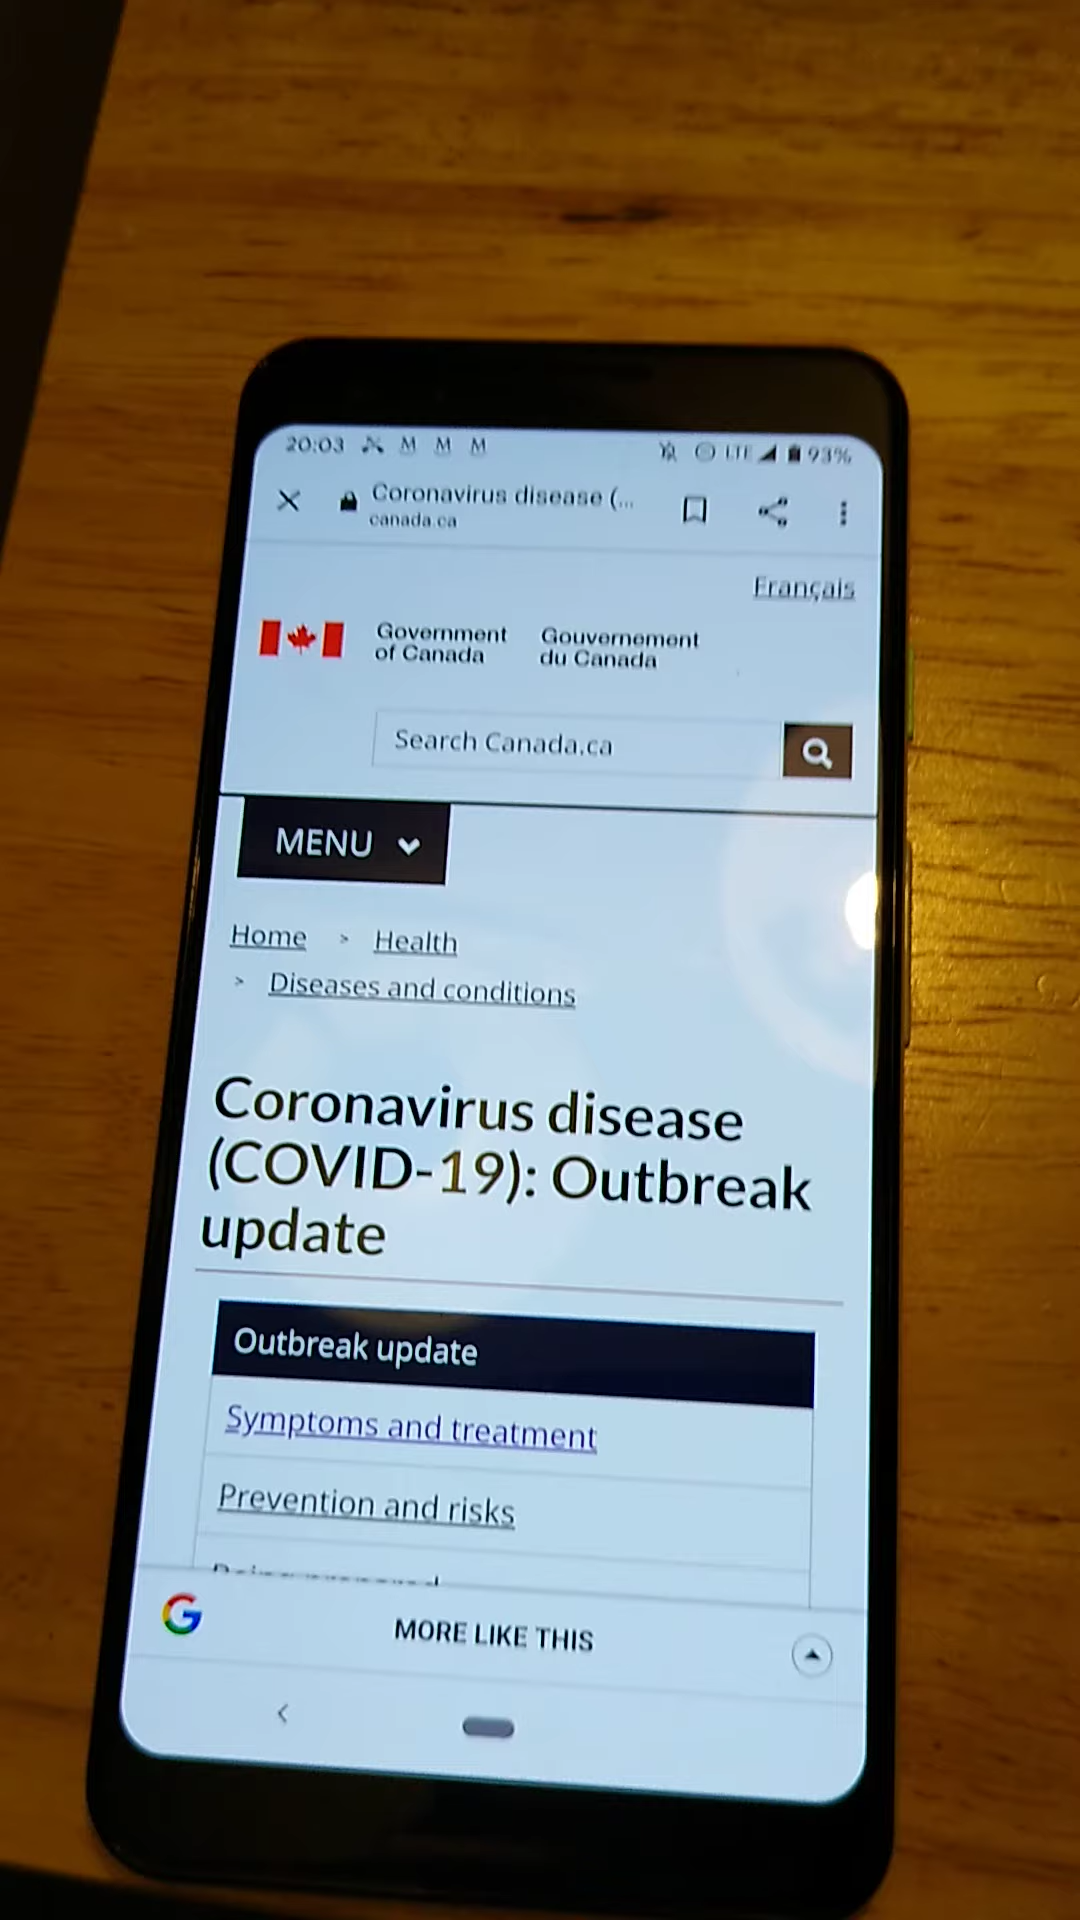 20:03 M M M LTE 93%
Coronavirus disease (...
canada.ca
Français
Government of Canada
Gouvernement du Canada
Search Canada.ca
MENU
Home > Health
> Diseases and conditions
Coronavirus disease
(COVID-19): Outbreak
update
Outbreak update
Symptoms and treatment
Prevention and risks
G MORE LIKE THIS